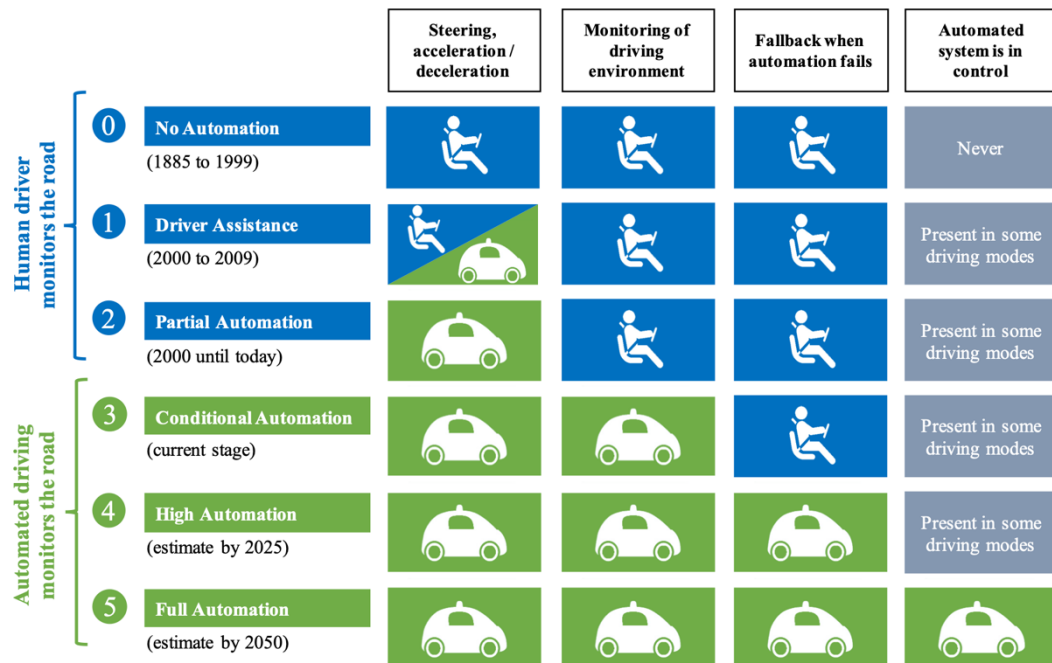 Steering,
acceleration /
deceleration
Monitoring of
driving
environment
Fallback when
automation fails
Automated
system is in
control
Human driver
monitors the road
0
No Automation
(1885 to 1999)
Never
1
Driver Assistance
(2000 to 2009)
Present in some
driving modes
2
Partial Automation
(2000 until today)
Present in some
driving modes
Automated driving
monitors the road
3
Conditional Automation
(current stage)
Present in some
driving modes
4
High Automation
(estimate by 2025)
Present in some
driving modes
5
Full Automation
(estimate by 2050)